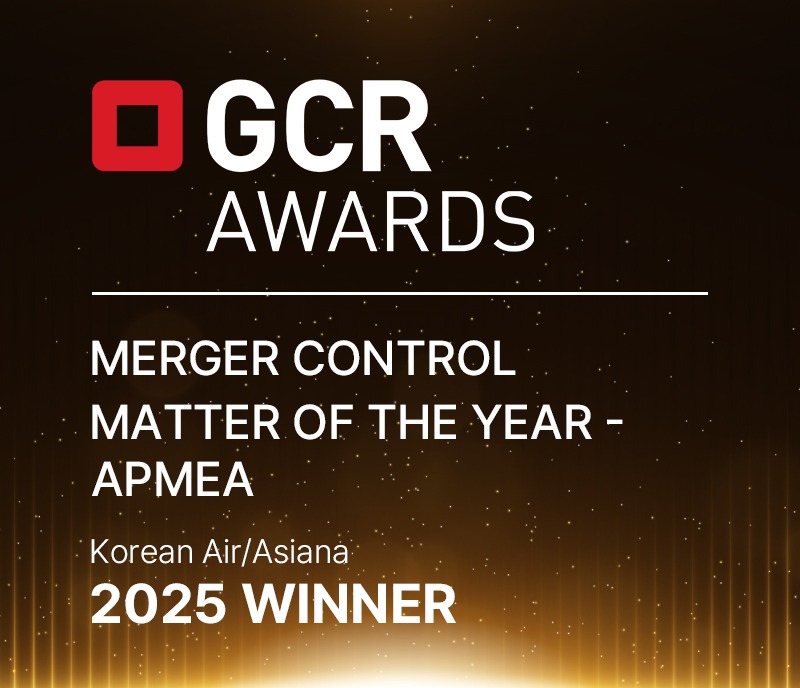 GCR
AWARDS
MERGER CONTROL
MATTER OF THE YEAR -
APMEA
Korean Air/Asiana
2025 WINNER